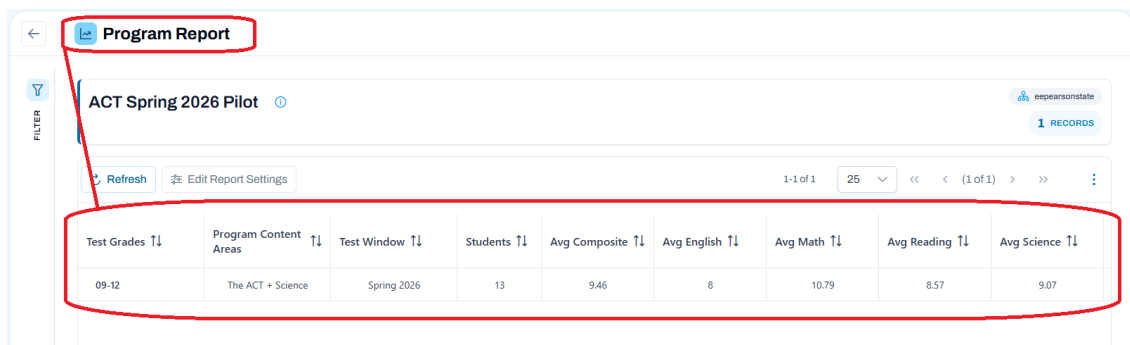 Program Report
FILTER
ACT Spring 2026 Pilot
eepearsonstate
1 RECORDS
Refresh
Edit Report Settings
1-1 of 1
25
(1 of 1)
Test Grades
Program Content
Areas
Test Window
Students
Avg Composite
Avg English
Avg Math
Avg Reading
Avg Science
09-12
The ACT + Science
Spring 2026
13
9.46
8
10.79
8.57
9.07